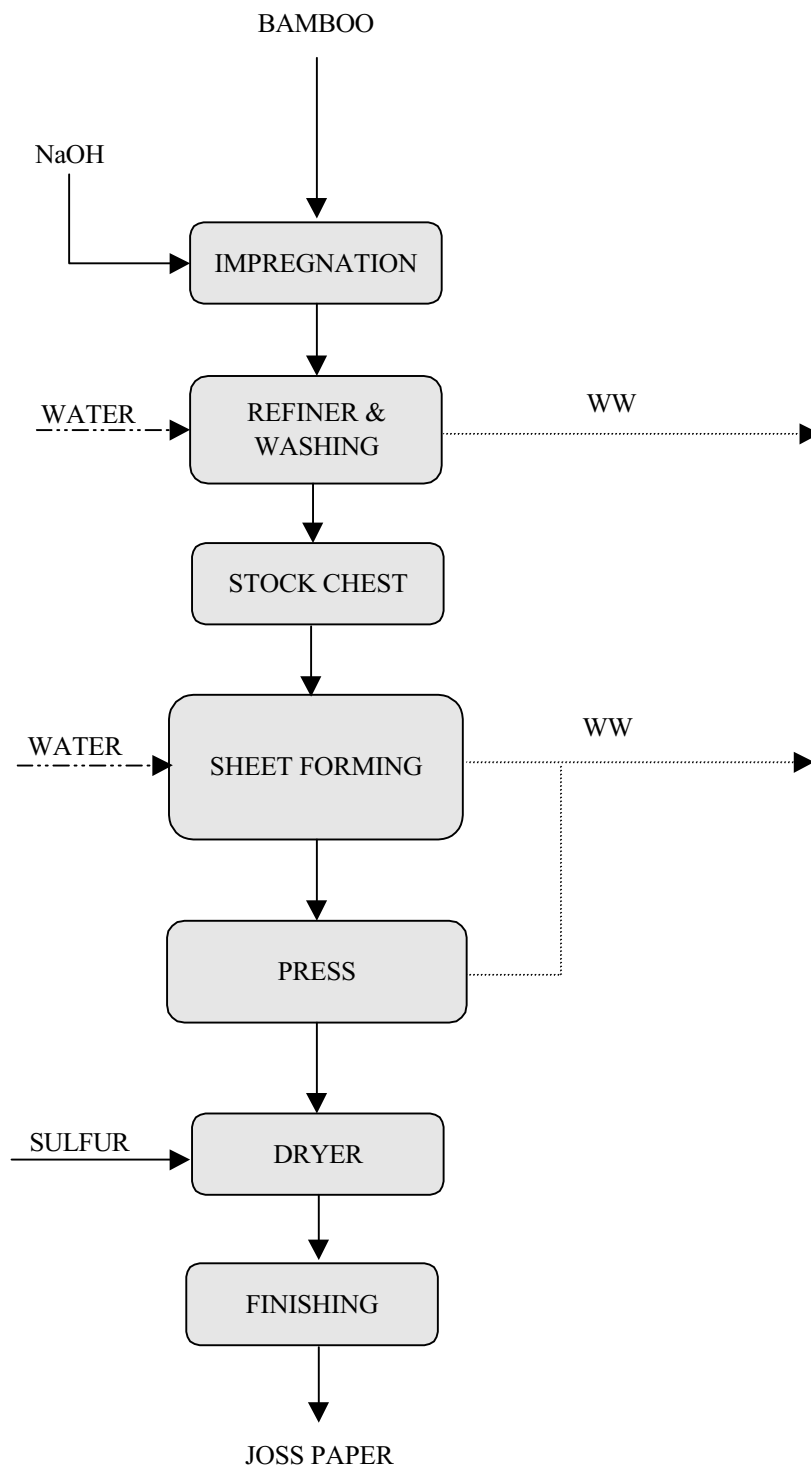 BAMBOO
NaOH
IMPREGNATION
WATER
REFINER &
WASHING
WW
STOCK CHEST
WATER
SHEET FORMING
WW
PRESS
SULFUR
DRYER
FINISHING
JOSS PAPER